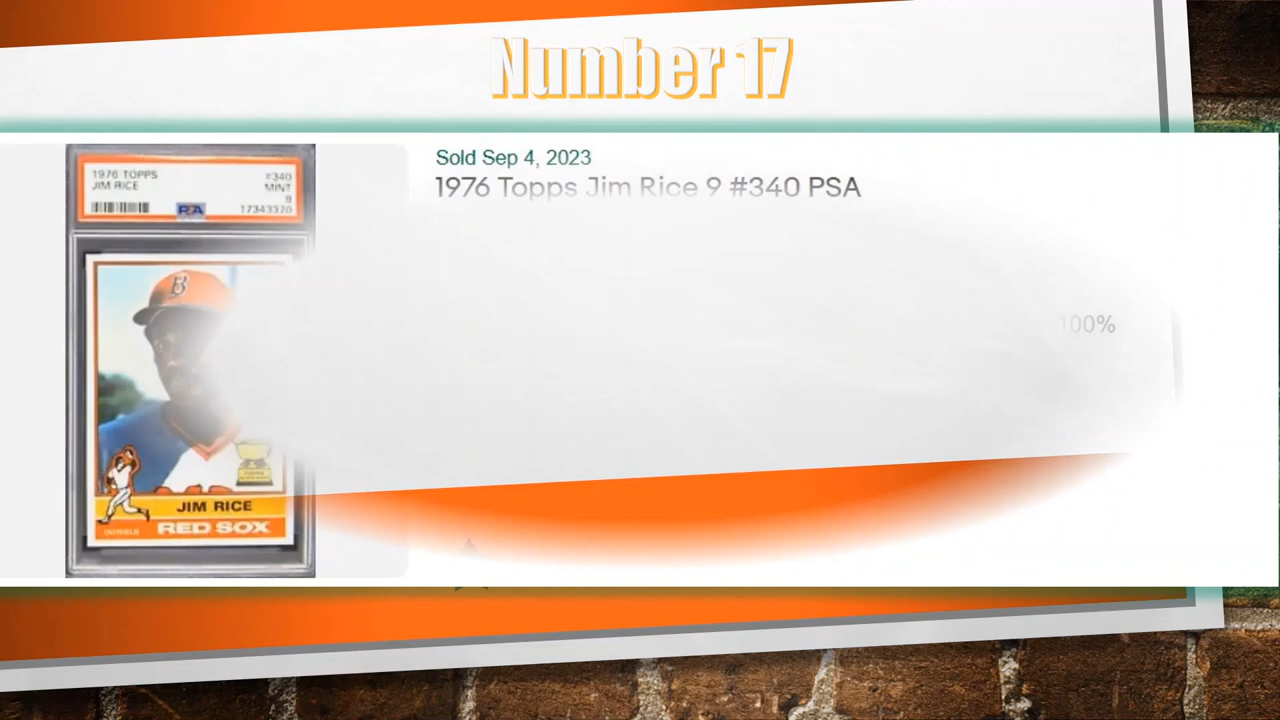 Number 17
Sold Sep 4, 2023
1976 Topps Jim Rice 9 #340 PSA
1976 TOPPS #340
JIM RICE MINT
9
PSA 17343370
B
100%
JIM RICE
OUTFIELD RED SOX